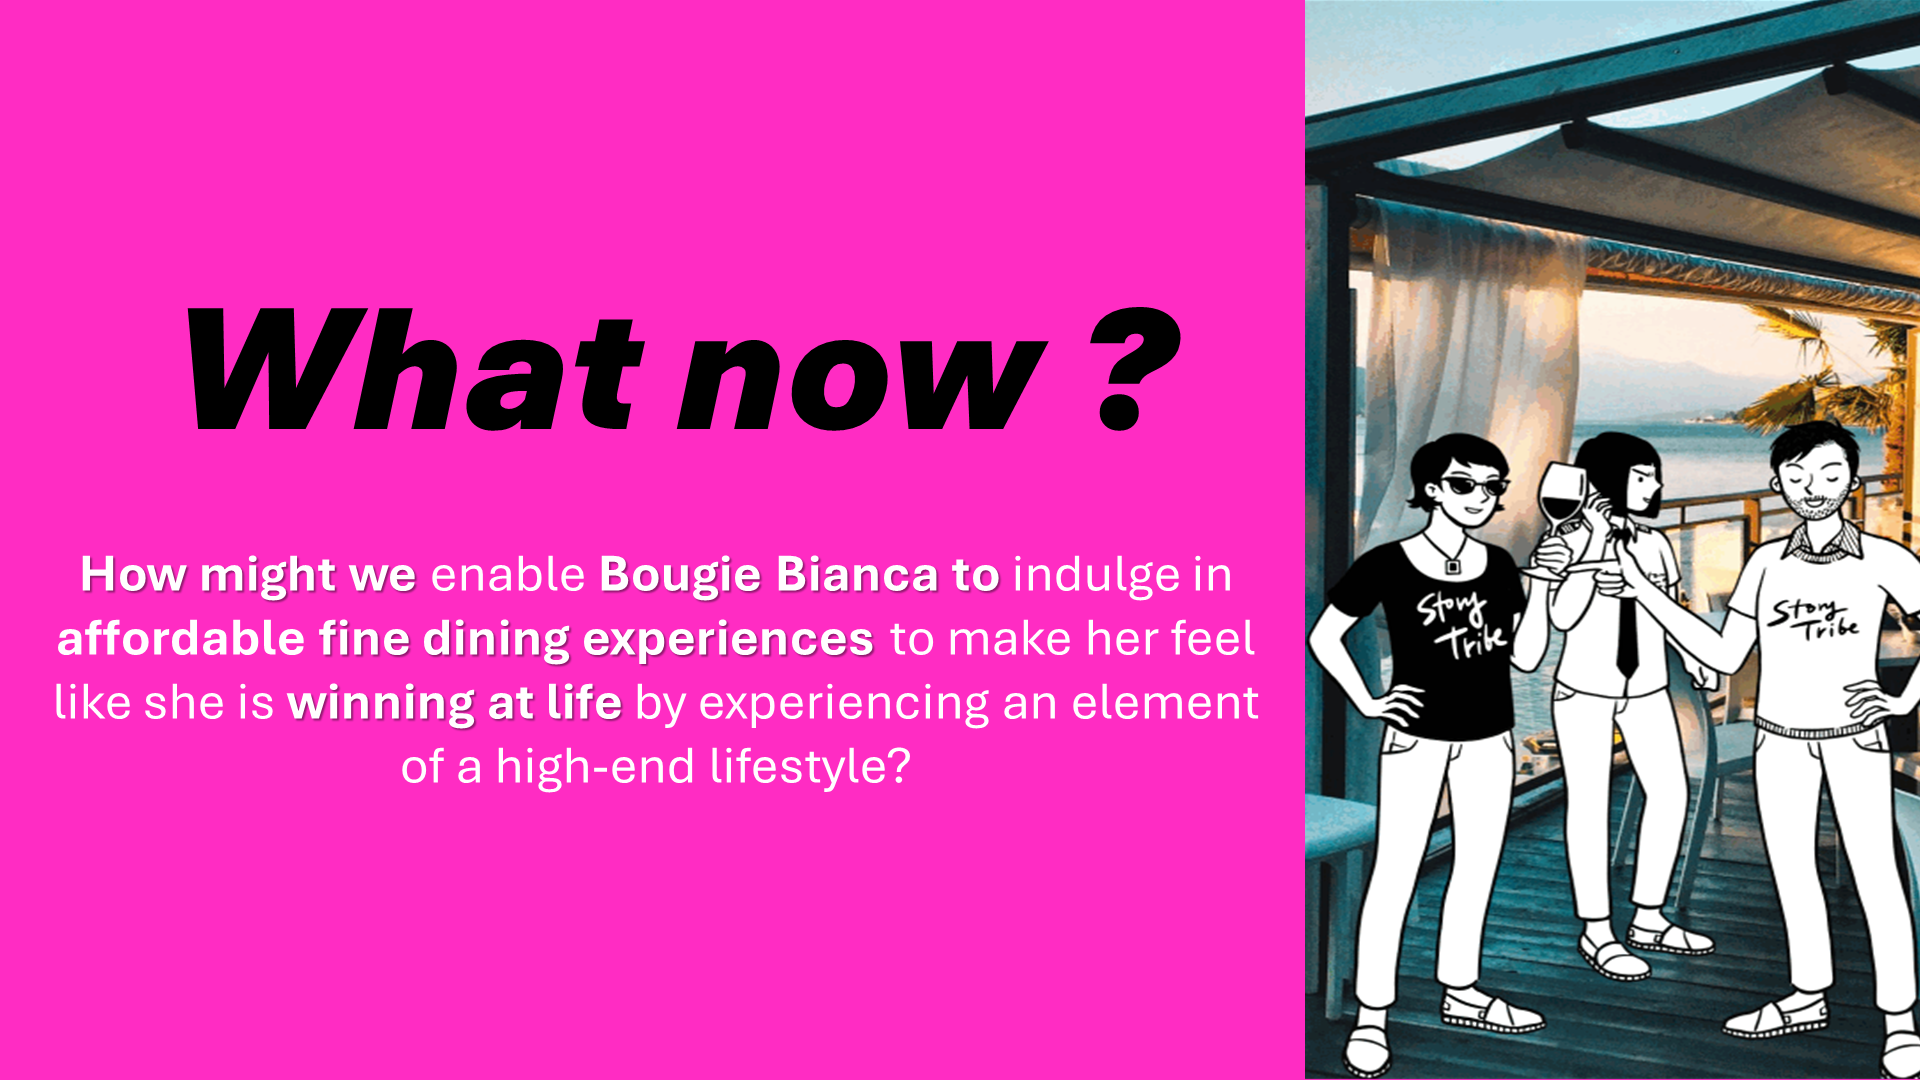 What now ?
How might we enable Bougie Bianca to indulge in
affordable fine dining experiences to make her feel
like she is winning at life by experiencing an element
of a high-end lifestyle?
Story
Tribe
Story
Tribe